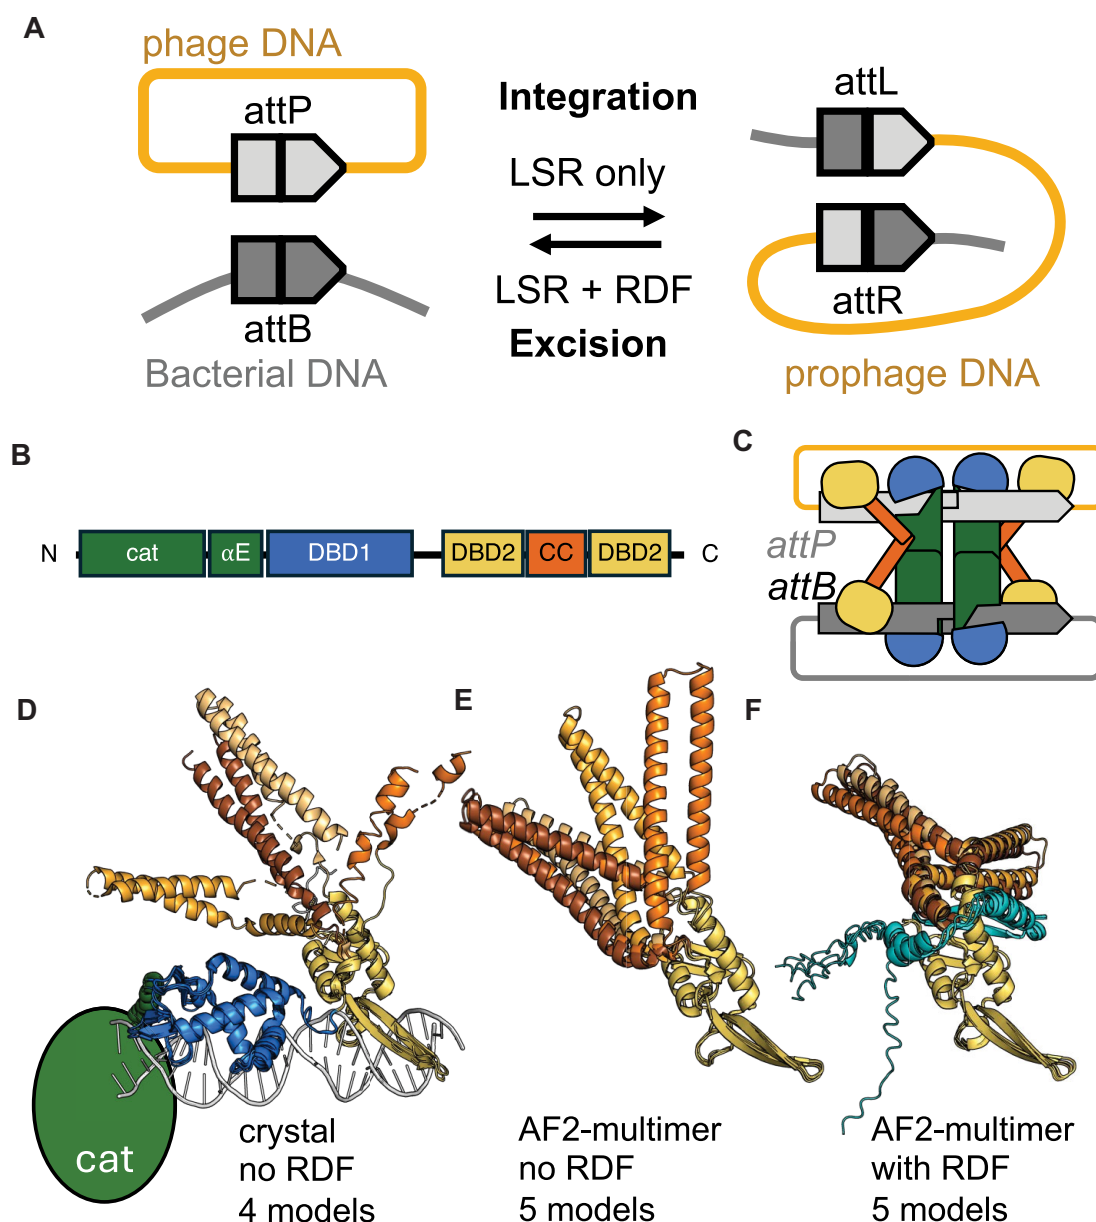 A
phage DNA
attP
attB
Bacterial DNA
Integration
LSR only
LSR + RDF
Excision
attL
attR
prophage DNA
B
N cat αE DBD1 DBD2 CC DBD2 C
C
attP
attB
D
cat
crystal
no RDF
4 models
E
AF2-multimer
no RDF
5 models
F
AF2-multimer
with RDF
5 models